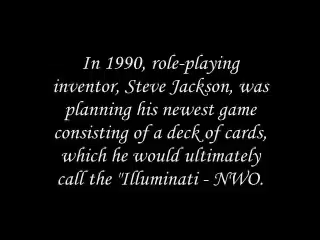 In 1990, role-playing
inventor, Steve Jackson, was
planning his newest game
consisting of a deck of cards,
which he would ultimately
call the "Illuminati - NWO.